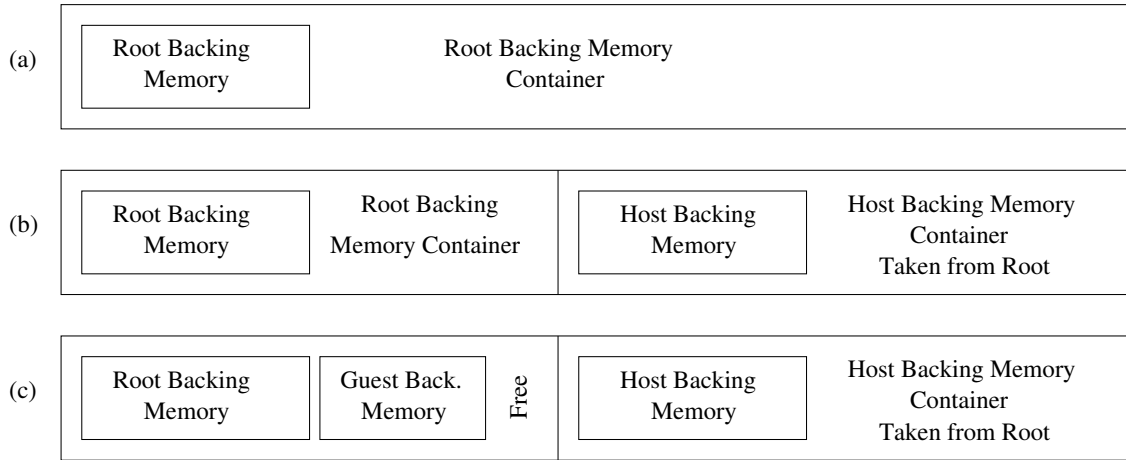 (a)
Root Backing
Memory
Root Backing Memory
Container
(b)
Root Backing
Memory
Root Backing
Memory Container
Host Backing
Memory
Host Backing Memory
Container
Taken from Root
(c)
Root Backing
Memory
Guest Back.
Memory
Free
Host Backing
Memory
Host Backing Memory
Container
Taken from Root